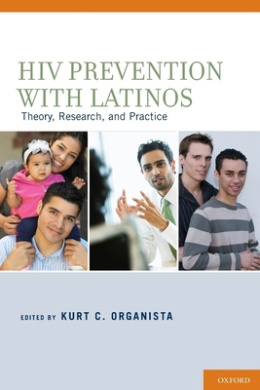 HIV PREVENTION
WITH LATINOS
Theory, Research, and Practice
EDITED BY KURT C. ORGANISTA
OXFORD